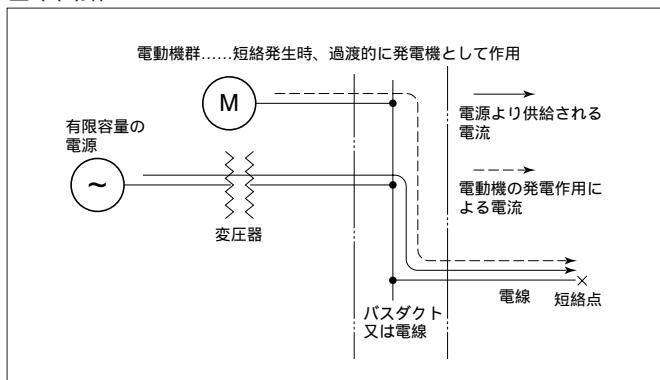 電動機群……短絡発生時、過渡的に発電機として作用
M
有限容量の
電源
~
変圧器
電源より供給される
電流
電動機の発電作用に
よる電流
バスダクト
又は電線
電線
短絡点